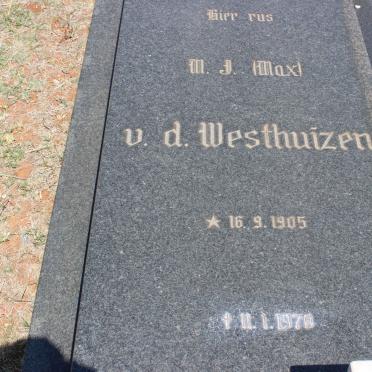 Hier rus
M. J. (Max)
v. d. Westhuizen
★ 16. 9. 1905
† 11. 1. 1970